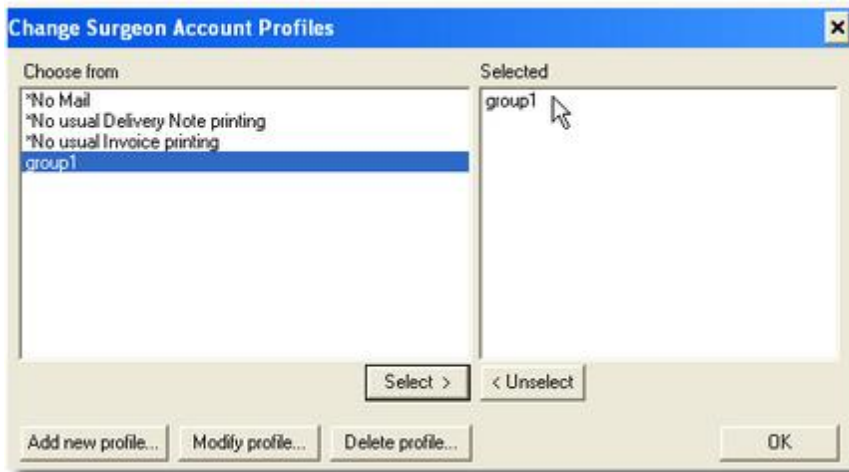 Change Surgeon Account Profiles
Choose from
Selected
*No Mail
*No usual Delivery Note printing
*No usual Invoice printing
group1
group1
Select >
< Unselect
Add new profile...
Modify profile...
Delete profile...
OK